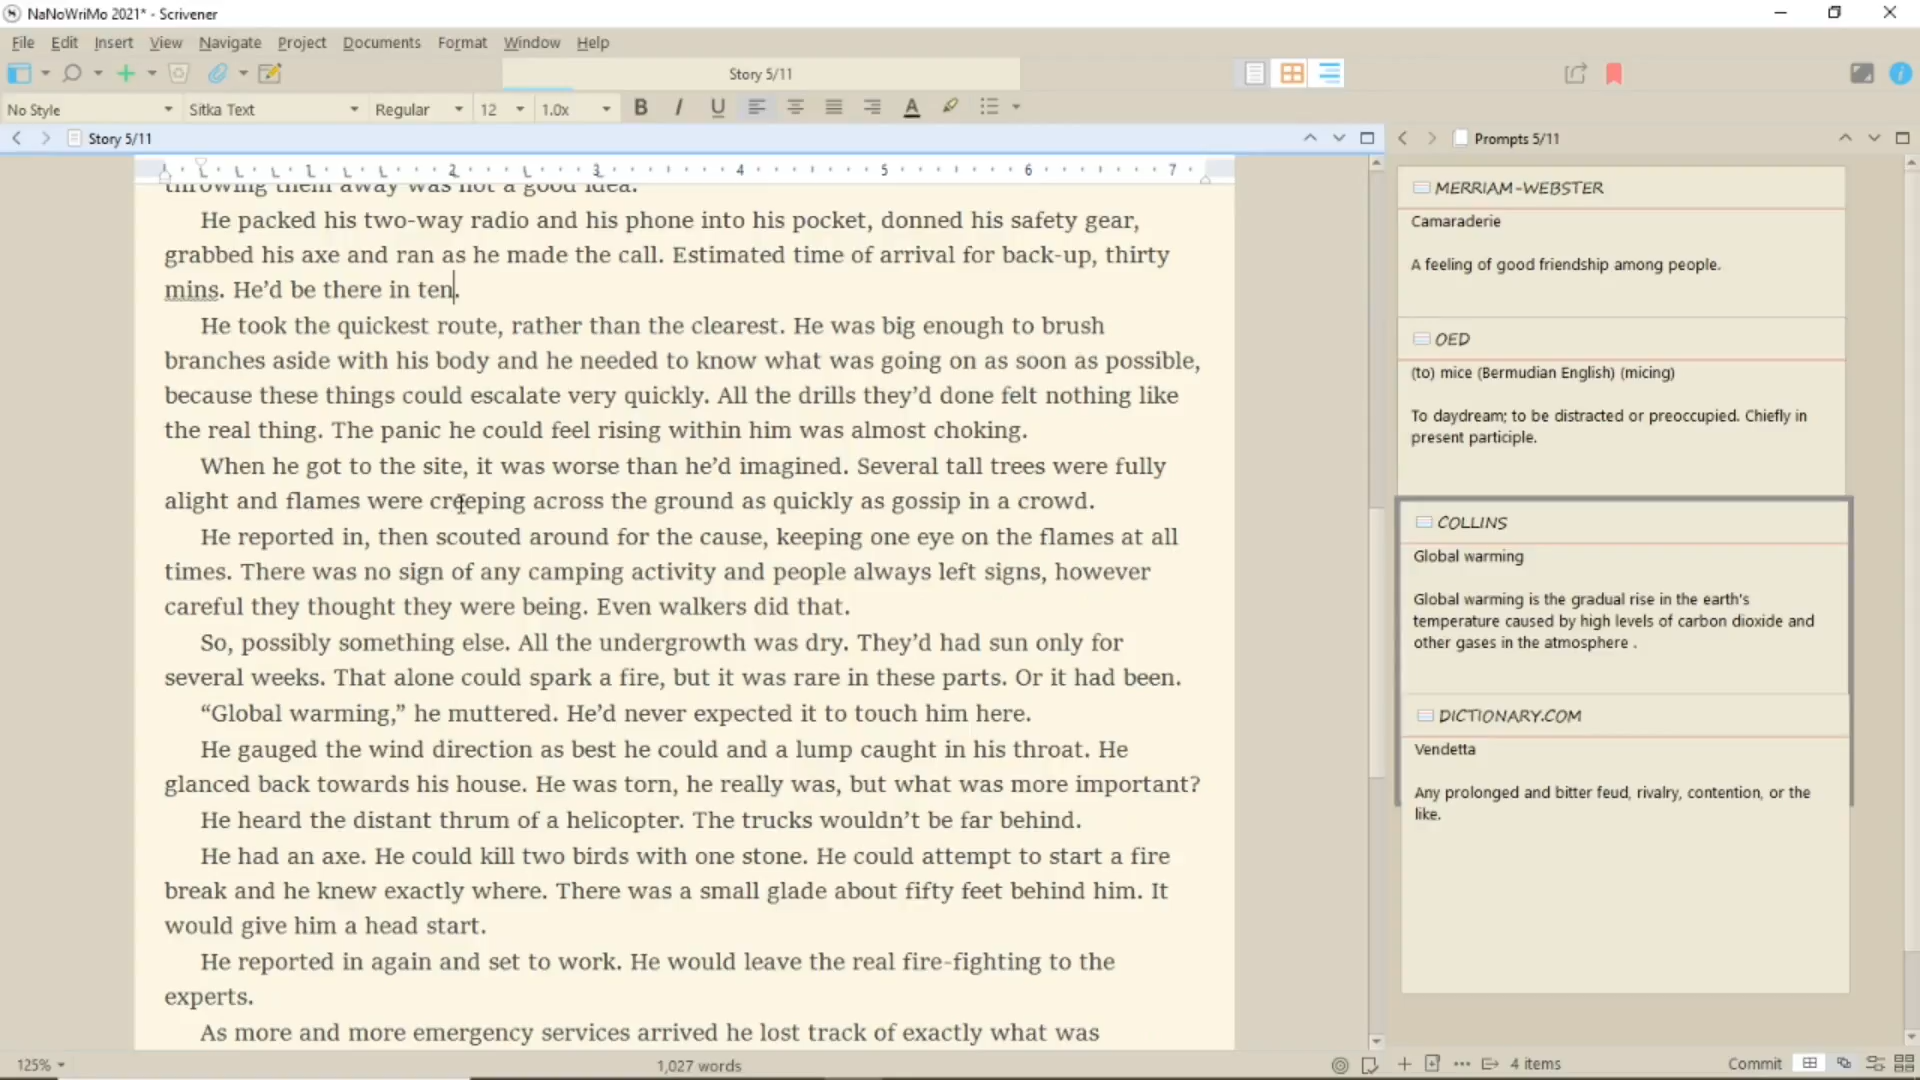 NaNoWriMo 2021* - Scrivener
File Edit Insert View Navigate Project Documents Format Window Help
Story 5/11
No Style Sitka Text Regular 12 1.0x B I U A
Story 5/11
1 2 3 4 5 6 7
throwing them away was not a good idea.
He packed his two-way radio and his phone into his pocket, donned his safety gear,
grabbed his axe and ran as he made the call. Estimated time of arrival for back-up, thirty
mins. He’d be there in ten.
He took the quickest route, rather than the clearest. He was big enough to brush
branches aside with his body and he needed to know what was going on as soon as possible,
because these things could escalate very quickly. All the drills they’d done felt nothing like
the real thing. The panic he could feel rising within him was almost choking.
When he got to the site, it was worse than he’d imagined. Several tall trees were fully
alight and flames were creeping across the ground as quickly as gossip in a crowd.
He reported in, then scouted around for the cause, keeping one eye on the flames at all
times. There was no sign of any camping activity and people always left signs, however
careful they thought they were being. Even walkers did that.
So, possibly something else. All the undergrowth was dry. They’d had sun only for
several weeks. That alone could spark a fire, but it was rare in these parts. Or it had been.
“Global warming,” he muttered. He’d never expected it to touch him here.
He gauged the wind direction as best he could and a lump caught in his throat. He
glanced back towards his house. He was torn, he really was, but what was more important?
He heard the distant thrum of a helicopter. The trucks wouldn’t be far behind.
He had an axe. He could kill two birds with one stone. He could attempt to start a fire
break and he knew exactly where. There was a small glade about fifty feet behind him. It
would give him a head start.
He reported in again and set to work. He would leave the real fire-fighting to the
experts.
As more and more emergency services arrived he lost track of exactly what was
125%
1,027 words
Prompts 5/11
MERRIAM-WEBSTER
Camaraderie
A feeling of good friendship among people.
OED
(to) mice (Bermudian English) (micing)
To daydream; to be distracted or preoccupied. Chiefly in
present participle.
COLLINS
Global warming
Global warming is the gradual rise in the earth's
temperature caused by high levels of carbon dioxide and
other gases in the atmosphere .
DICTIONARY.COM
Vendetta
Any prolonged and bitter feud, rivalry, contention, or the
like.
4 items
Commit